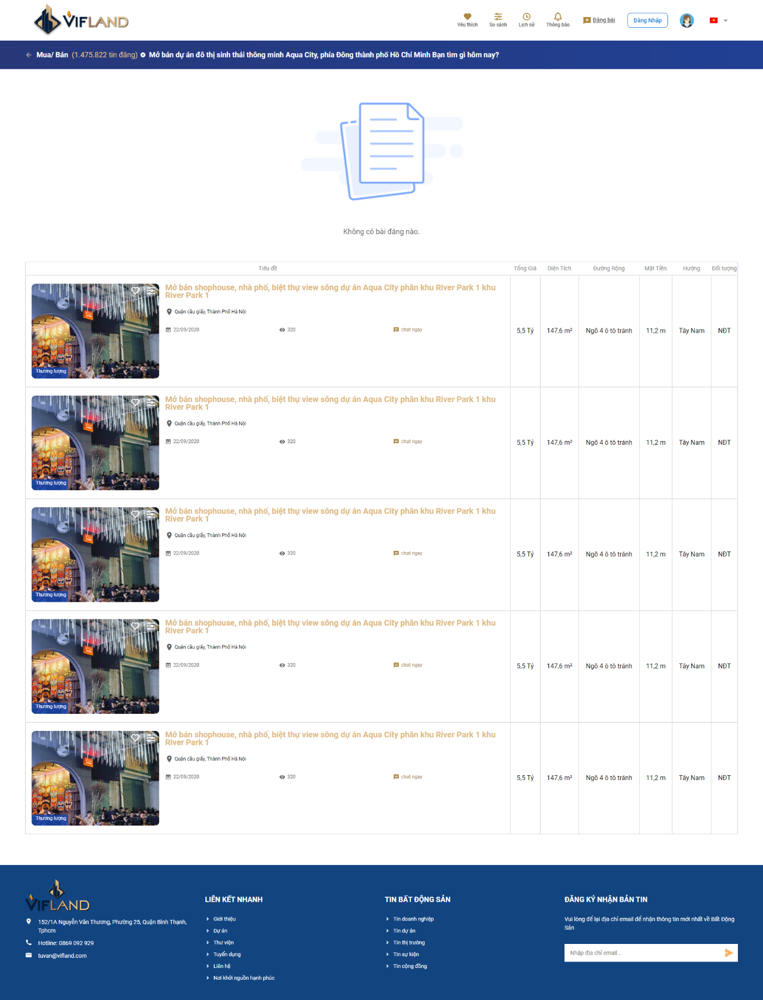 VIFLAND
Yêu thích
So sánh
Lịch sử
Thông báo
Đăng bài
Đăng Nhập
Mua/ Bán (1.475.822 tin đăng) Mở bán dự án đô thị sinh thái thông minh Aqua City, phía Đông thành phố Hồ Chí Minh Bạn tìm gì hôm nay?
Không có bài đăng nào.
Tiêu đề Tổng Giá Diện Tích Đường Rộng Mặt Tiền Hướng Đối tượng
Mở bán shophouse, nhà phố, biệt thự view sông dự án Aqua City phân khu River Park 1 khu
River Park 1
Quận cầu giấy, Thành Phố Hà Nội
22/09/2020 320 chat ngay
5,5 Tỷ 147,6 m² Ngõ 4 ô tô tránh 11,2 m Tây Nam NĐT
Thương lượng
Mở bán shophouse, nhà phố, biệt thự view sông dự án Aqua City phân khu River Park 1 khu
River Park 1
Quận cầu giấy, Thành Phố Hà Nội
22/09/2020 320 chat ngay
5,5 Tỷ 147,6 m² Ngõ 4 ô tô tránh 11,2 m Tây Nam NĐT
Thương lượng
Mở bán shophouse, nhà phố, biệt thự view sông dự án Aqua City phân khu River Park 1 khu
River Park 1
Quận cầu giấy, Thành Phố Hà Nội
22/09/2020 320 chat ngay
5,5 Tỷ 147,6 m² Ngõ 4 ô tô tránh 11,2 m Tây Nam NĐT
Thương lượng
Mở bán shophouse, nhà phố, biệt thự view sông dự án Aqua City phân khu River Park 1 khu
River Park 1
Quận cầu giấy, Thành Phố Hà Nội
22/09/2020 320 chat ngay
5,5 Tỷ 147,6 m² Ngõ 4 ô tô tránh 11,2 m Tây Nam NĐT
Thương lượng
Mở bán shophouse, nhà phố, biệt thự view sông dự án Aqua City phân khu River Park 1 khu
River Park 1
Quận cầu giấy, Thành Phố Hà Nội
22/09/2020 320 chat ngay
5,5 Tỷ 147,6 m² Ngõ 4 ô tô tránh 11,2 m Tây Nam NĐT
Thương lượng
VIFLAND
152/1A Nguyễn Văn Thương, Phường 25, Quận Bình Thạnh,
Tphcm
Hotline: 0869 092 929
tuvan@vifland.com
LIÊN KẾT NHANH
Giới thiệu
Dự án
Thư viện
Tuyển dụng
Liên hệ
Nơi khởi nguồn hạnh phúc
TIN BẤT ĐỘNG SẢN
Tin doanh nghiệp
Tin dự án
Tin thị trường
Tin sự kiện
Tin cộng đồng
ĐĂNG KÝ NHẬN BẢN TIN
Vui lòng để lại địa chỉ email để nhận thông tin mới nhất về Bất Động
Sản
Nhập địa chỉ email...